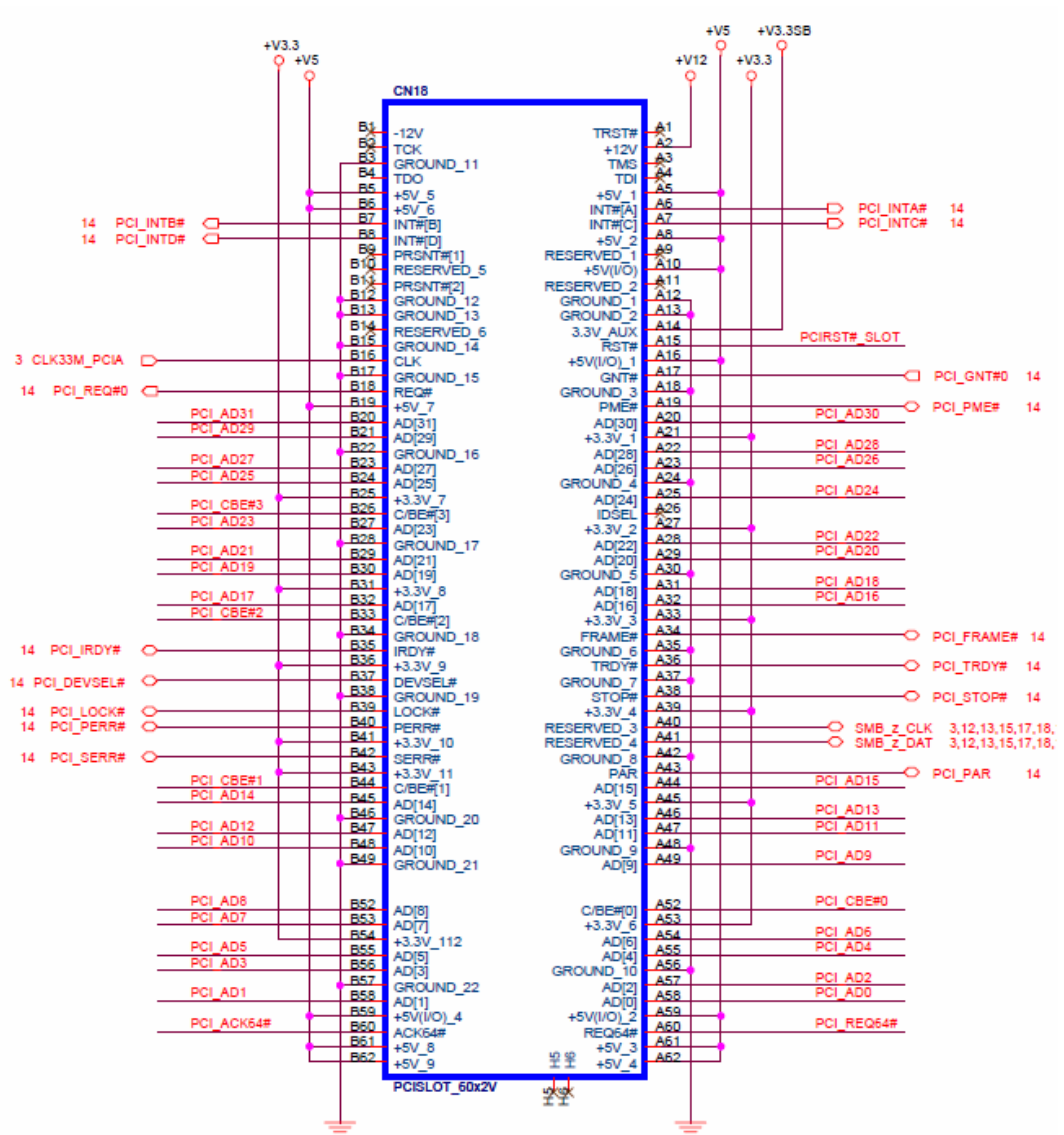 +V5 +V3.3SB
+V3.3 +V12 +V3.3
+V5
CN18
B1 -12V TRST# A1
B2 TCK +12V A2
B3 GROUND_11 TMS A3
B4 TDO TDI A4
B5 +5V_5 +5V_1 A5
B6 +5V_6 INT#[A] A6 PCI_INTA# 14
14 PCI_INTB# B7 INT#[B] INT#[C] A7 PCI_INTC# 14
14 PCI_INTD# B8 INT#[D] +5V_2 A8
B9 PRSNT#[1] RESERVED_1 A9
B10 RESERVED_5 +5V(I/O) A10
B11 PRSNT#[2] RESERVED_2 A11
B12 GROUND_12 GROUND_1 A12
B13 GROUND_13 GROUND_2 A13
B14 RESERVED_6 3.3V_AUX A14
B15 GROUND_14 RST# A15 PCIRST#_SLOT
3 CLK33M_PCIA B16 CLK +5V(I/O)_1 A16
B17 GROUND_15 GNT# A17 PCI_GNT#0 14
14 PCI_REQ#0 B18 REQ# GROUND_3 A18
B19 +5V_7 PME# A19 PCI_PME# 14
PCI_AD31 B20 AD[31] AD[30] A20 PCI_AD30
PCI_AD29 B21 AD[29] +3.3V_1 A21
B22 GROUND_16 AD[28] A22 PCI_AD28
PCI_AD27 B23 AD[27] AD[26] A23 PCI_AD26
PCI_AD25 B24 AD[25] GROUND_4 A24
B25 +3.3V_7 AD[24] A25 PCI_AD24
PCI_CBE#3 B26 C/BE#[3] IDSEL A26
PCI_AD23 B27 AD[23] +3.3V_2 A27
B28 GROUND_17 AD[22] A28 PCI_AD22
PCI_AD21 B29 AD[21] AD[20] A29 PCI_AD20
PCI_AD19 B30 AD[19] GROUND_5 A30
B31 +3.3V_8 AD[18] A31 PCI_AD18
PCI_AD17 B32 AD[17] AD[16] A32 PCI_AD16
PCI_CBE#2 B33 C/BE#[2] +3.3V_3 A33
B34 GROUND_18 FRAME# A34 PCI_FRAME# 14
14 PCI_IRDY# B35 IRDY# GROUND_6 A35
B36 +3.3V_9 TRDY# A36 PCI_TRDY# 14
14 PCI_DEVSEL# B37 DEVSEL# GROUND_7 A37
B38 GROUND_19 STOP# A38 PCI_STOP# 14
14 PCI_LOCK# B39 LOCK# +3.3V_4 A39
14 PCI_PERR# B40 PERR# RESERVED_3 A40 SMB_z_CLK 3,12,13,15,17,18,
B41 +3.3V_10 RESERVED_4 A41 SMB_z_DAT 3,12,13,15,17,18,
14 PCI_SERR# B42 SERR# GROUND_8 A42
B43 +3.3V_11 PAR A43 PCI_PAR 14
PCI_CBE#1 B44 C/BE#[1] AD[15] A44 PCI_AD15
PCI_AD14 B45 AD[14] +3.3V_5 A45
B46 GROUND_20 AD[13] A46 PCI_AD13
PCI_AD12 B47 AD[12] AD[11] A47 PCI_AD11
PCI_AD10 B48 AD[10] GROUND_9 A48
B49 GROUND_21 AD[9] A49 PCI_AD9
PCI_AD8 B52 AD[8] C/BE#[0] A52 PCI_CBE#0
PCI_AD7 B53 AD[7] +3.3V_6 A53
B54 +3.3V_112 AD[6] A54 PCI_AD6
PCI_AD5 B55 AD[5] AD[4] A55 PCI_AD4
PCI_AD3 B56 AD[3] GROUND_10 A56
B57 GROUND_22 AD[2] A57 PCI_AD2
PCI_AD1 B58 AD[1] AD[0] A58 PCI_AD0
B59 +5V(I/O)_4 +5V(I/O)_2 A59
PCI_ACK64# B60 ACK64# REQ64# A60 PCI_REQ64#
B61 +5V_8 +5V_3 A61
B62 +5V_9 +5V_4 A62
H5 H6
PCISLOT_60x2V
H5 H6